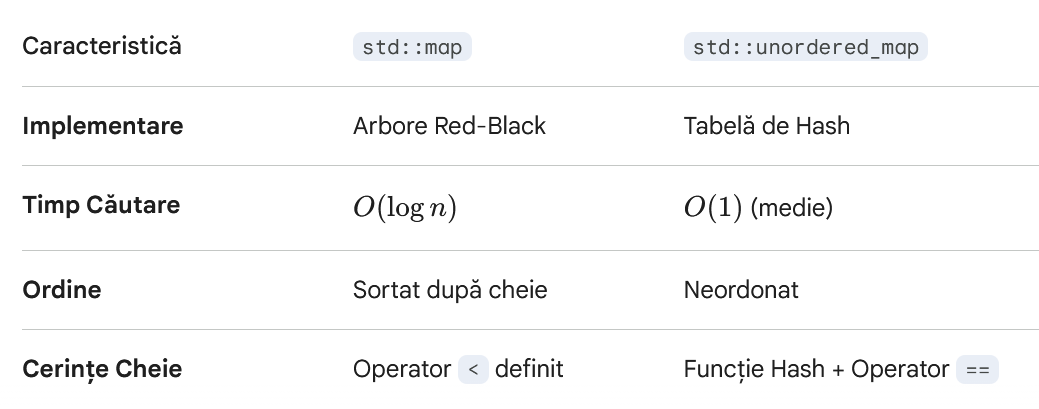 Caracteristică std::map std::unordered_map
Implementare Arbore Red-Black Tabelă de Hash
Timp Căutare O(log n) O(1) (medie)
Ordine Sortat după cheie Neordonat
Cerințe Cheie Operator < definit Funcție Hash + Operator ==